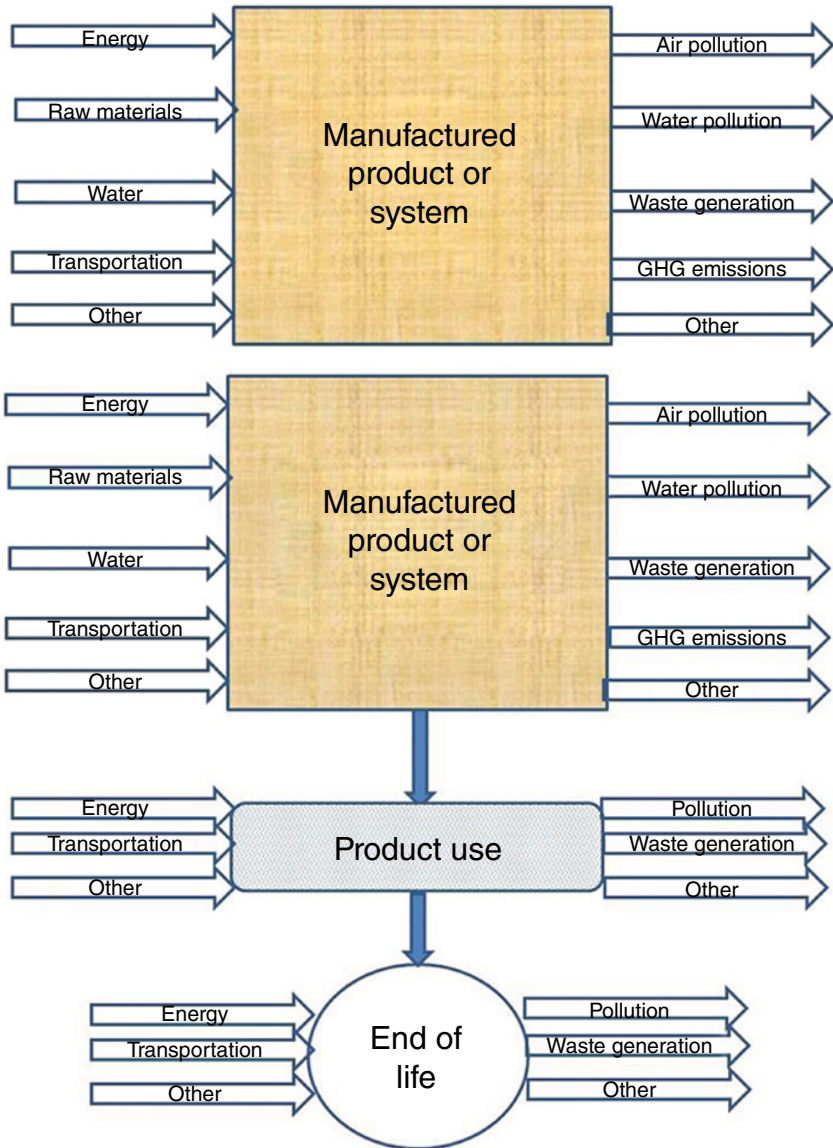 Energy
Air pollution
Raw materials
Water pollution
Manufactured
product or
system
Water
Waste generation
Transportation
GHG emissions
Other
Other
Energy
Air pollution
Raw materials
Water pollution
Manufactured
product or
system
Water
Waste generation
Transportation
GHG emissions
Other
Other
Energy
Pollution
Transportation
Product use
Waste generation
Other
Other
Energy
Pollution
Transportation
End of
life
Waste generation
Other
Other